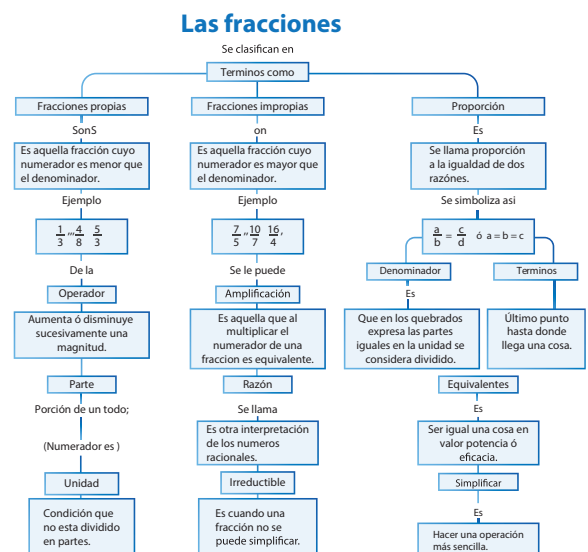 Las fracciones
Se clasifican en
Terminos como
Fracciones propias
SonS
Es aquella fracción cuyo
numerador es menor que
el denominador.
Ejemplo
1/3 ,,, 4/8 5/3
De la
Operador
Aumenta ó disminuye
sucesivamente una
magnitud.
Parte
Porción de un todo;
(Numerador es )
Unidad
Condición que
no esta dividido
en partes.
Fracciones impropias
on
Es aquella fracción cuyo
numerador es mayor que
el denominador.
Ejemplo
7/5 ,, 10/7 16/4 ,
Se le puede
Amplificación
Es aquella que al
multiplicar el
numerador de una
fraccion es equivalente.
Razón
Se llama
Es otra interpretación
de los numeros
racionales.
Irreductible
Es cuando una
fracción no se
puede simplificar.
Proporción
Es
Se llama proporción
a la igualdad de dos
razónes.
Se simboliza asi
a/b = c/d ó a=b=c
Denominador
Es
Que en los quebrados
expresa las partes
iguales en la unidad se
considera dividido.
Terminos
Último punto
hasta donde
llega una cosa.
Equivalentes
Es
Ser igual una cosa en
valor potencia ó
eficacia.
Simplificar
Es
Hacer una operación
más sencilla.